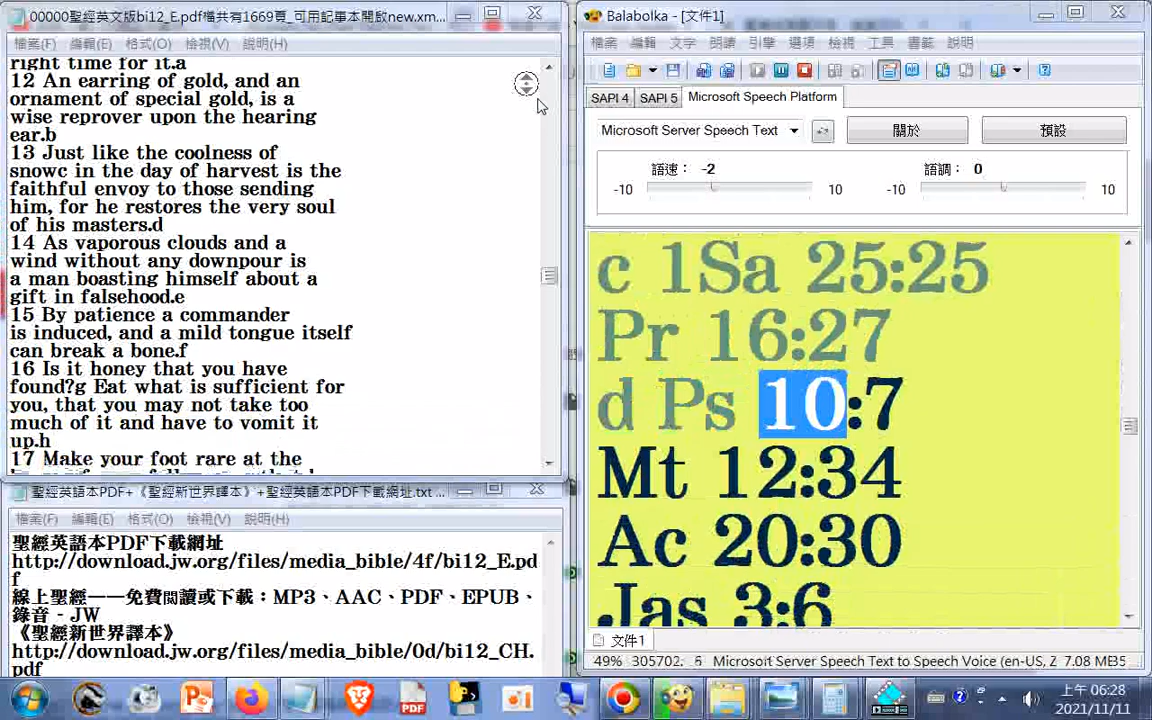 00000聖經英文版bi12_E.pdf檔共有1669頁_可用記事本開啟new.xm...
檔案(F) 編輯(E) 格式(O) 檢視(V) 說明(H)
right time for it.a
12 An earring of gold, and an
ornament of special gold, is a
wise reprover upon the hearing
ear.b
13 Just like the coolness of
snowc in the day of harvest is the
faithful envoy to those sending
him, for he restores the very soul
of his masters.d
14 As vaporous clouds and a
wind without any downpour is
a man boasting himself about a
gift in falsehood.e
15 By patience a commander
is induced, and a mild tongue itself
can break a bone.f
16 Is it honey that you have
found?g Eat what is sufficient for
you, that you may not take too
much of it and have to vomit it
up.h
17 Make your foot rare at the
聖經英語本PDF+《聖經新世界譯本》+聖經英語本PDF下載網址.txt ...
檔案(F) 編輯(E) 格式(O) 檢視(V) 說明(H)
聖經英語本PDF下載網址
http://download.jw.org/files/media_bible/4f/bi12_E.pd
f
線上聖經──免費閱讀或下載：MP3、AAC、PDF、EPUB、
錄音 - JW
《聖經新世界譯本》
http://download.jw.org/files/media_bible/0d/bi12_CH.
pdf
Balabolka - [文件1]
檔案 編輯 文字 朗讀 引擎 選項 檢視 工具 書籤 說明
SAPI 4 SAPI 5 Microsoft Speech Platform
Microsoft Server Speech Text 關於 預設
語速： -2 語調： 0
-10 10 -10 10
c 1Sa 25:25
Pr 16:27
d Ps 10:7
Mt 12:34
Ac 20:30
Jas 3:6
文件1
49% 305702. 6 Microsoft Server Speech Text to Speech Voice (en-US, Z 7.08 MB35
PDF
上午 06:28
2021/11/11